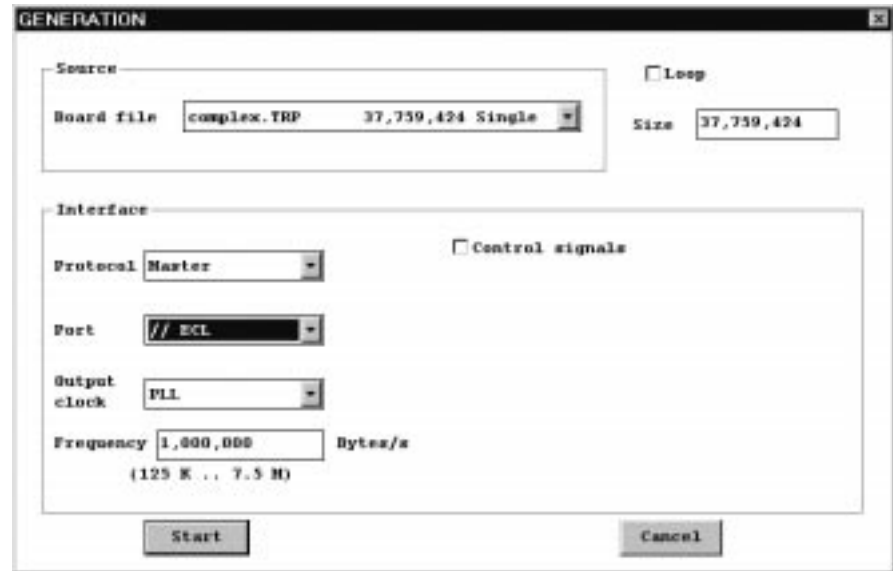 GENERATION
Source
Loop
Board file complex.TRP 37,759,424 Single
Size 37,759,424
Interface
Control signals
Protocol Master
Port // ECL
Output clock PLL
Frequency 1,000,000 Bytes/s
(125 K .. 7.5 M)
Start Cancel